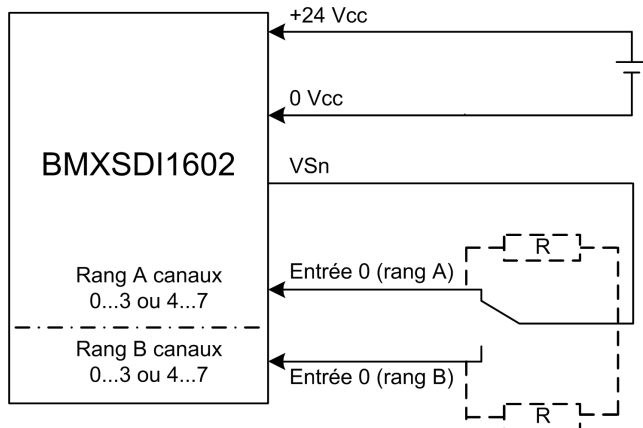 +24 Vcc
0 Vcc
BMXSDI1602
VSn
R
Rang A canaux
0...3 ou 4...7
Entrée 0 (rang A)
Rang B canaux
0...3 ou 4...7
Entrée 0 (rang B)
R